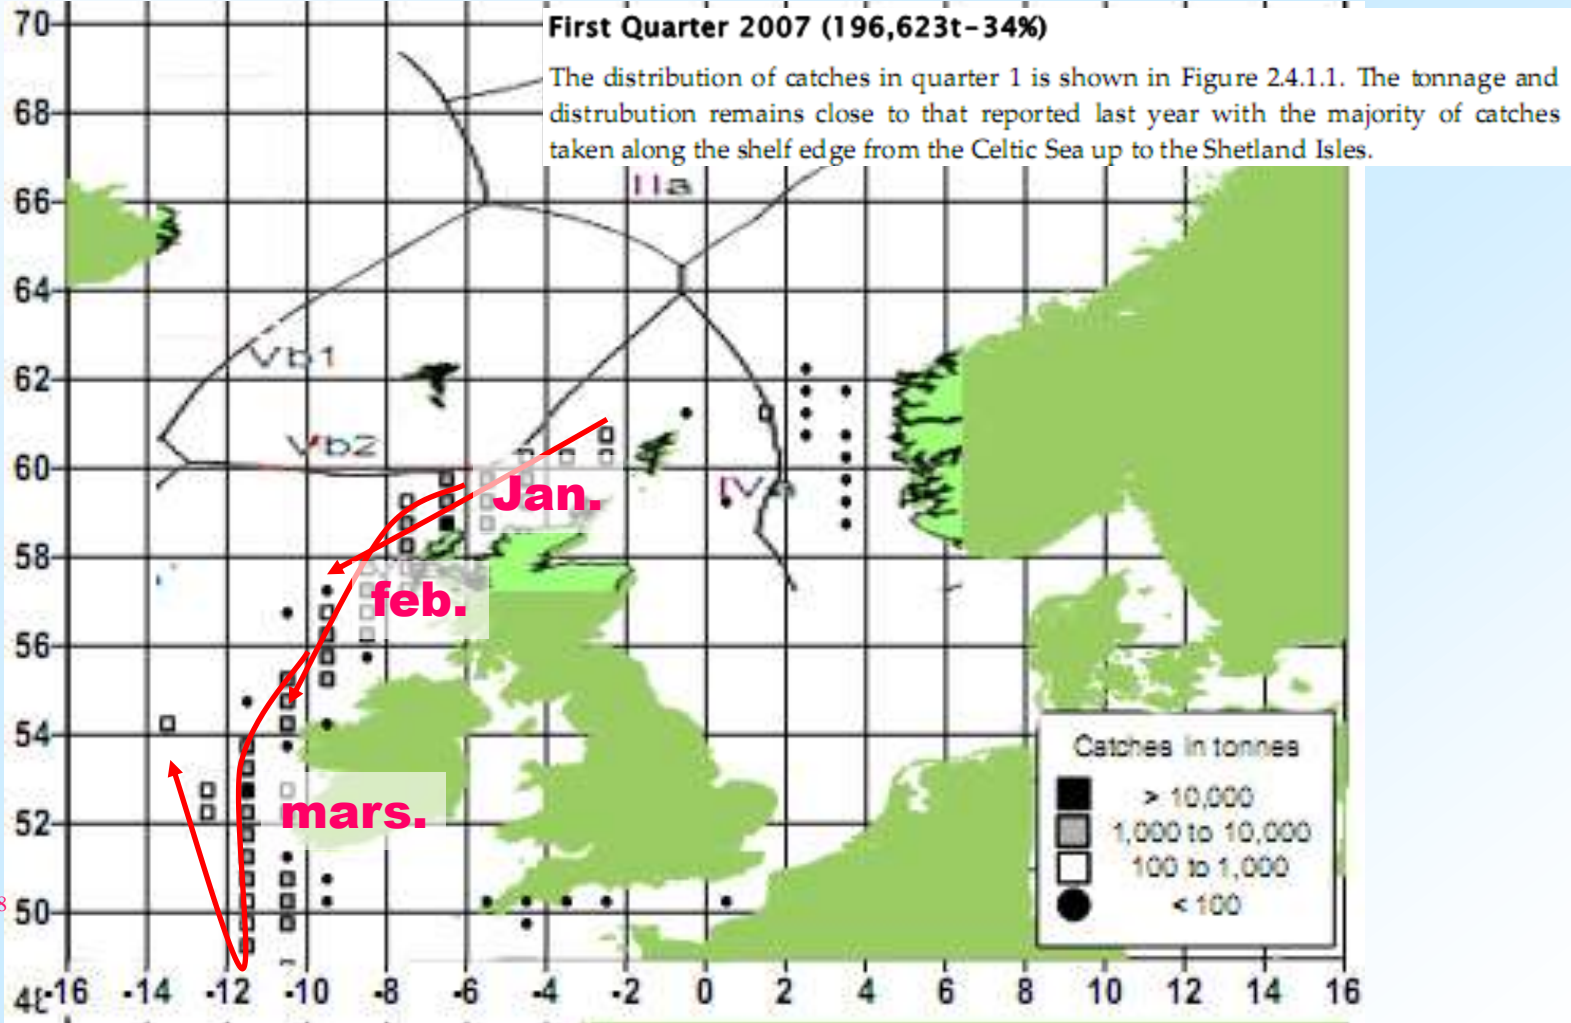 First Quarter 2007 (196,623t-34%)
The distribution of catches in quarter 1 is shown in Figure 2.4.1.1. The tonnage and
distrubution remains close to that reported last year with the majority of catches
taken along the shelf edge from the Celtic Sea up to the Shetland Isles.
70
68
66
64
62
60
58
56
54
52
50
IIa
Vb1
Vb2
IVa
Jan.
feb.
mars.
Catches in tonnes
> 10,000
1,000 to 10,000
100 to 1,000
< 100
8
-16 -14 -12 -10 -8 -6 -4 -2 0 2 4 6 8 10 12 14 16